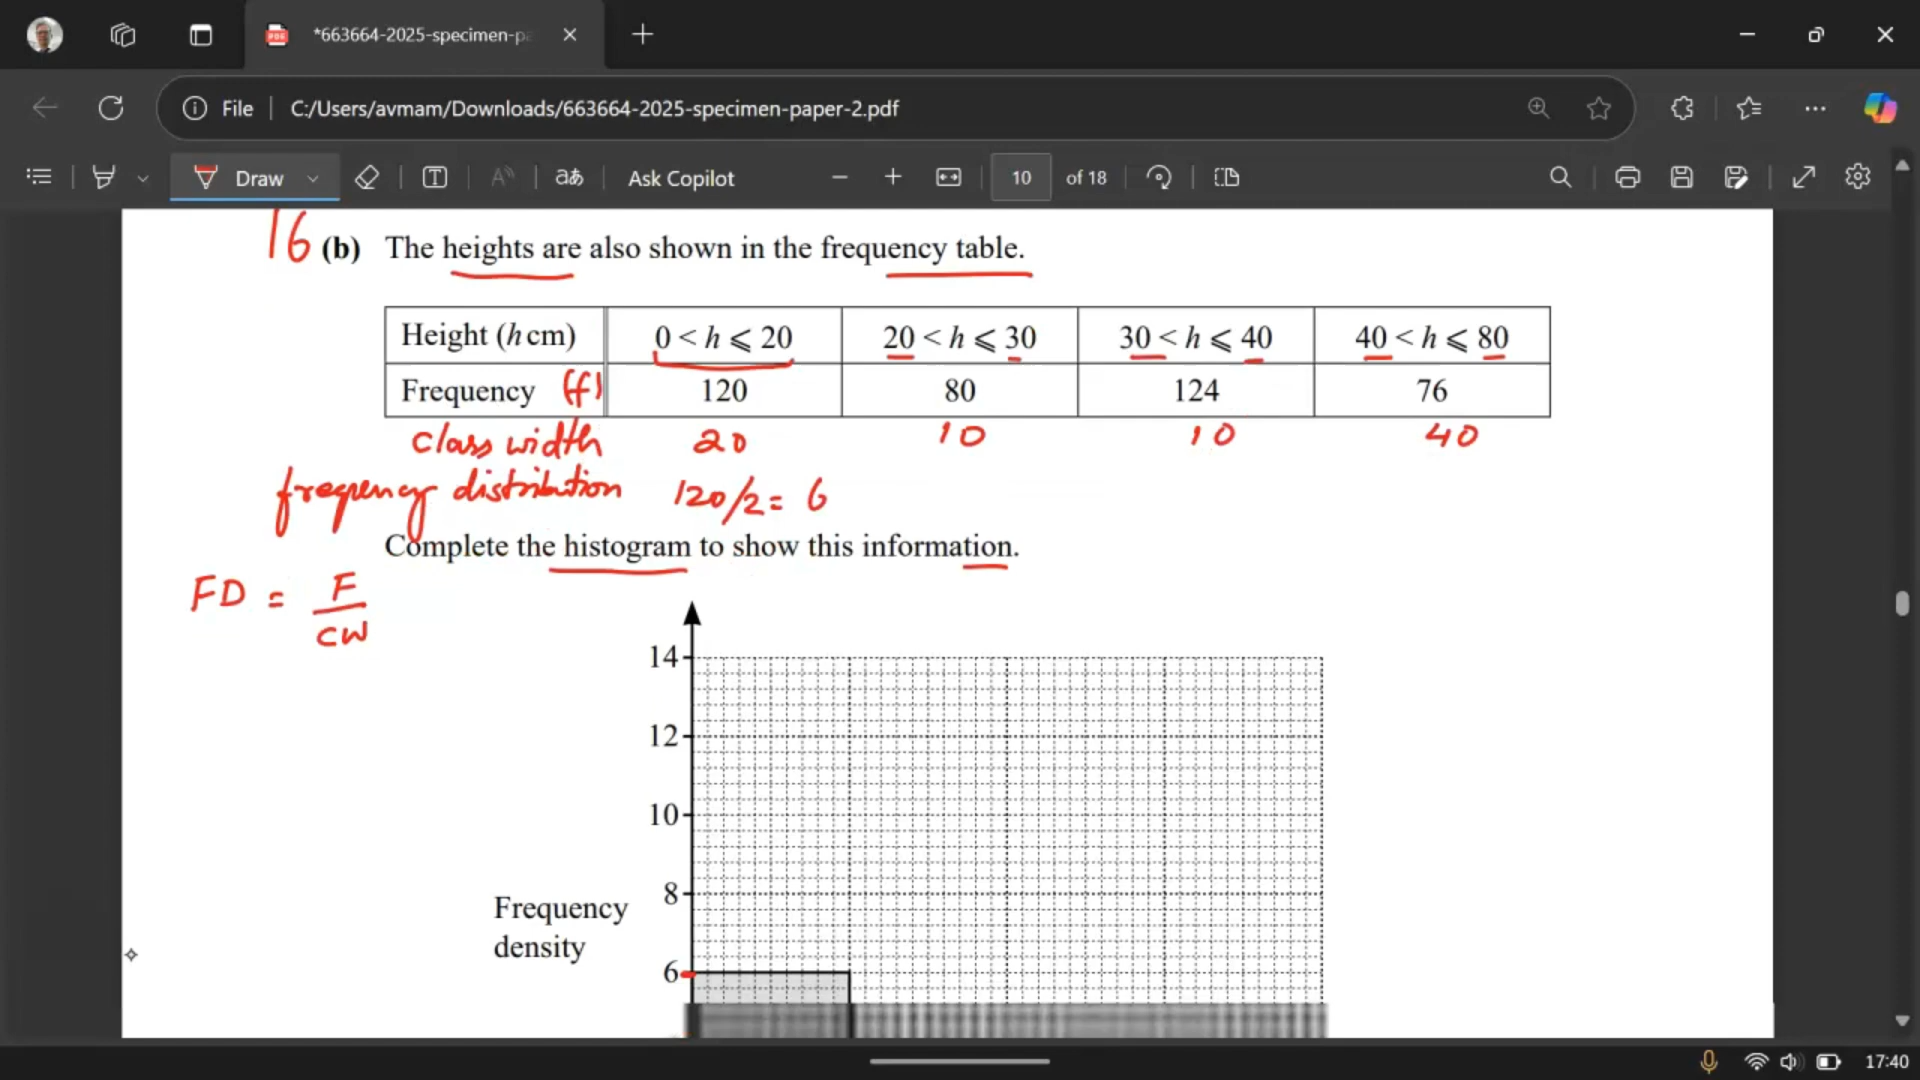 *663664-2025-specimen-pa
File
C:/Users/avmam/Downloads/663664-2025-specimen-paper-2.pdf
Draw
aあ
Ask Copilot
10 of 18
16 (b) The heights are also shown in the frequency table.
Height (h cm) 0 < h ⩽ 20 20 < h ⩽ 30 30 < h ⩽ 40 40 < h ⩽ 80
Frequency (f) 120 80 124 76
class width 20 10 10 40
frequency distribution 120/2 = 6
Complete the histogram to show this information.
FD = F/CW
14
12
10
8
Frequency
density
6
17:40